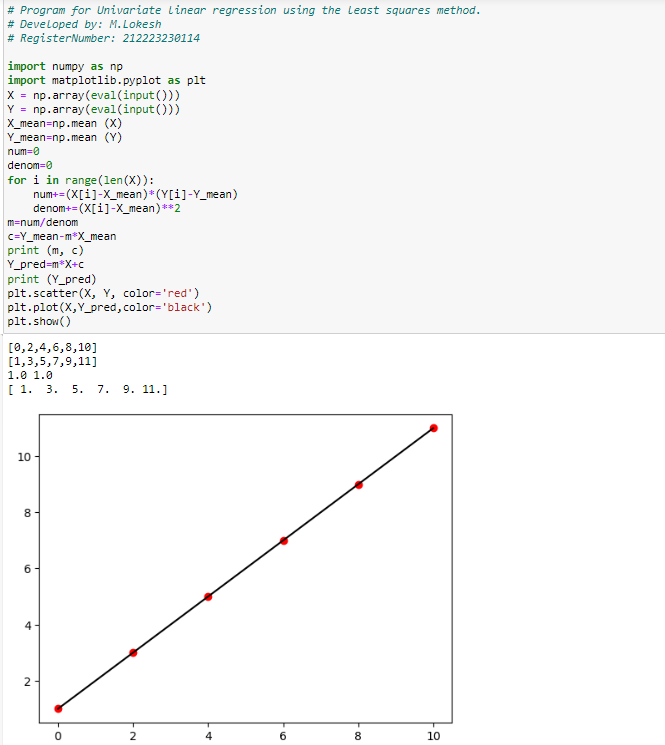 # Program for Univariate linear regression using the least squares method.
# Developed by: M.Lokesh
# RegisterNumber: 212223230114
import numpy as np
import matplotlib.pyplot as plt
X = np.array(eval(input()))
Y = np.array(eval(input()))
X_mean=np.mean (X)
Y_mean=np.mean (Y)
num=0
denom=0
for i in range(len(X)):
    num+=(X[i]-X_mean)*(Y[i]-Y_mean)
    denom+=(X[i]-X_mean)**2
m=num/denom
c=Y_mean-m*X_mean
print (m, c)
Y_pred=m*X+c
print (Y_pred)
plt.scatter(X, Y, color='red')
plt.plot(X,Y_pred,color='black')
plt.show()
[0,2,4,6,8,10]
[1,3,5,7,9,11]
1.0 1.0
[ 1.  3.  5.  7.  9. 11.]
10
8
6
4
2
0 2 4 6 8 10